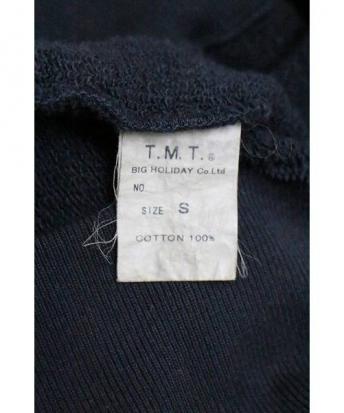 T.M.T.®
BIG HOLIDAY Co.Ltd
NO
SIZE S
COTTON 100%